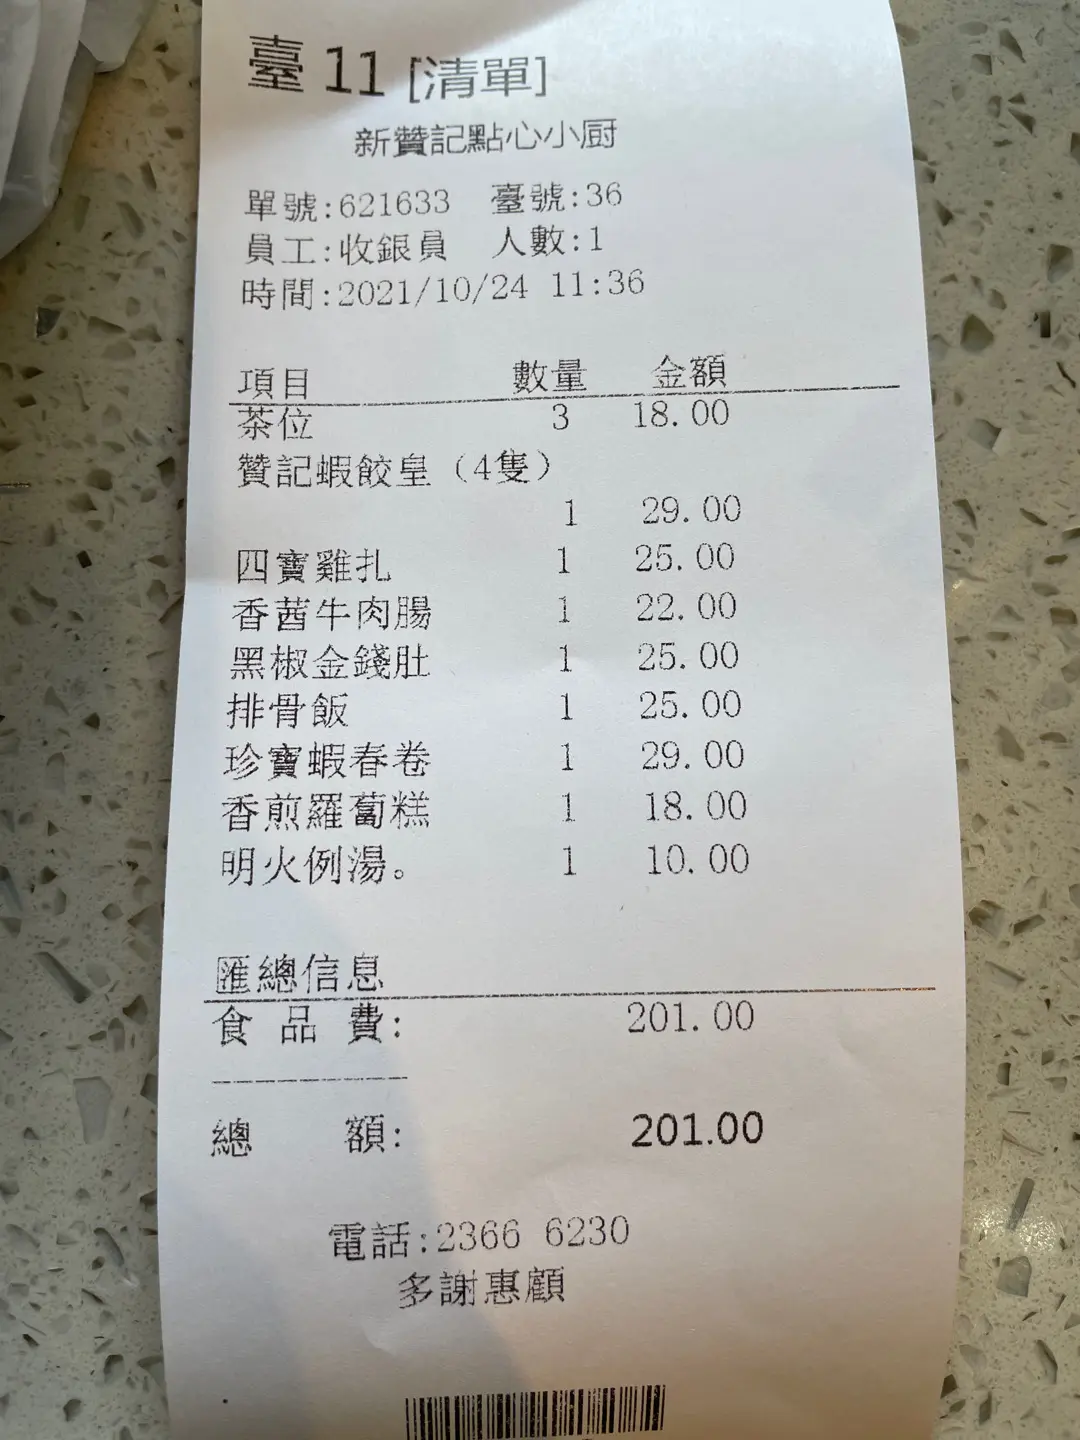 臺 11 [清單]
新贊記點心小厨
單號:621633 臺號:36
員工:收銀員 人數:1
時間:2021/10/24 11:36
項目 數量 金額
茶位 3 18.00
贊記蝦餃皇（4隻）
1 29.00
四寶雞扎 1 25.00
香茜牛肉腸 1 22.00
黑椒金錢肚 1 25.00
排骨飯 1 25.00
珍寶蝦春卷 1 29.00
香煎羅蔔糕 1 18.00
明火例湯。 1 10.00
匯總信息
食品費: 201.00
總額: 201.00
電話:2366 6230
多謝惠顧